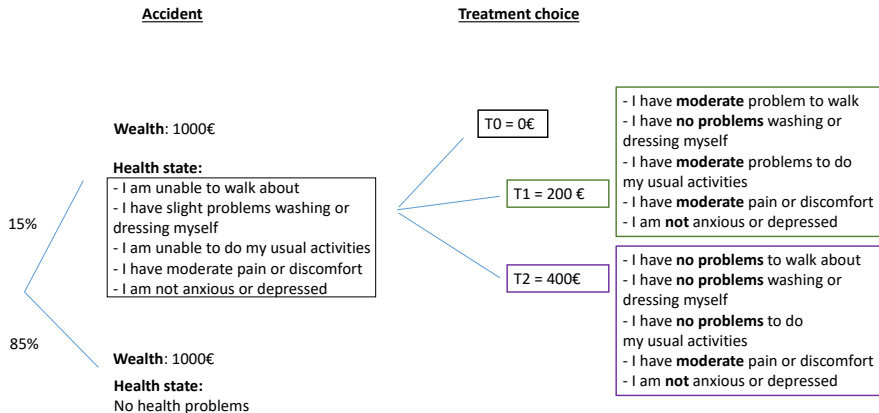 Accident
Treatment choice
Wealth: 1000€
Health state:
- I am unable to walk about
- I have slight problems washing or
dressing myself
- I am unable to do my usual activities
- I have moderate pain or discomfort
- I am not anxious or depressed
15%
85%
Wealth: 1000€
Health state:
No health problems
T0 = 0€
T1 = 200 €
T2 = 400€
- I have moderate problem to walk
- I have no problems washing or
dressing myself
- I have moderate problems to do
my usual activities
- I have moderate pain or discomfort
- I am not anxious or depressed
- I have no problems to walk about
- I have no problems washing or
dressing myself
- I have no problems to do
my usual activities
- I have moderate pain or discomfort
- I am not anxious or depressed